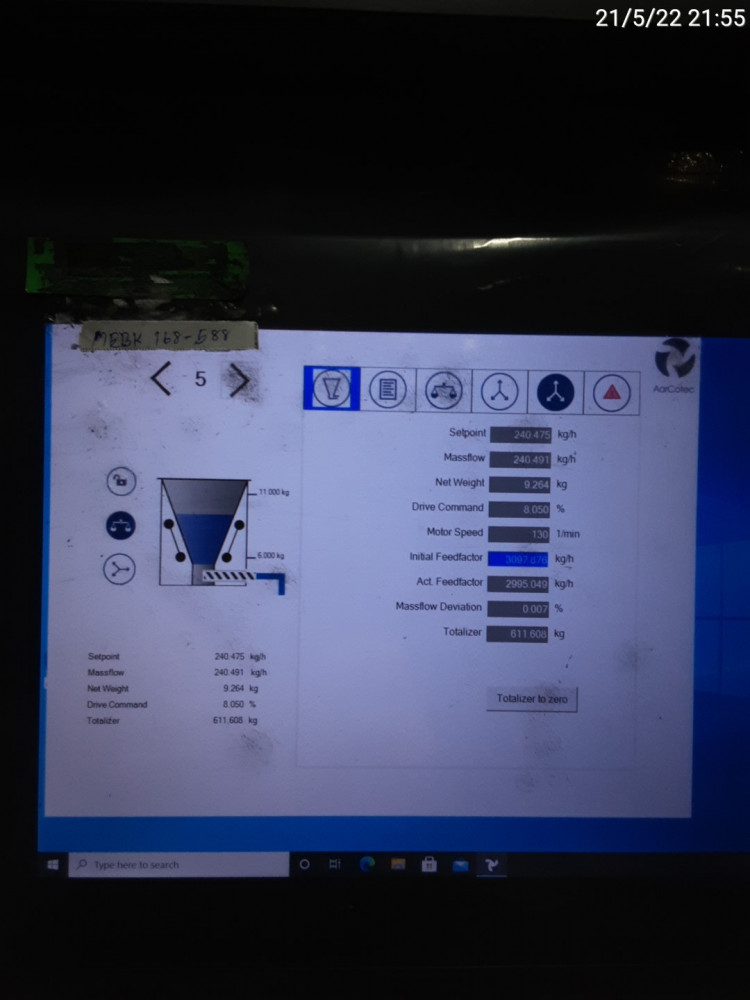 21/5/22 21:55
MEBK 168-588
5
AariCotec
11.000 kg
6.000 kg
Setpoint 240.475 kg/h
Massflow 240.491 kg/h
Net Weight 9.264 kg
Drive Command 8.050 %
Motor Speed 130 1/min
Initial Feedfactor kg/h
Act. Feedfactor 2995.049 kg/h
Massflow Deviation 0.007 %
Totalizer 611.608 kg
Totalizer to zero
Setpoint 240.475 kg/h
Massflow 240.491 kg/h
Net Weight 9.264 kg
Drive Command 8.050 %
Totalizer 611.608 kg
Type here to search